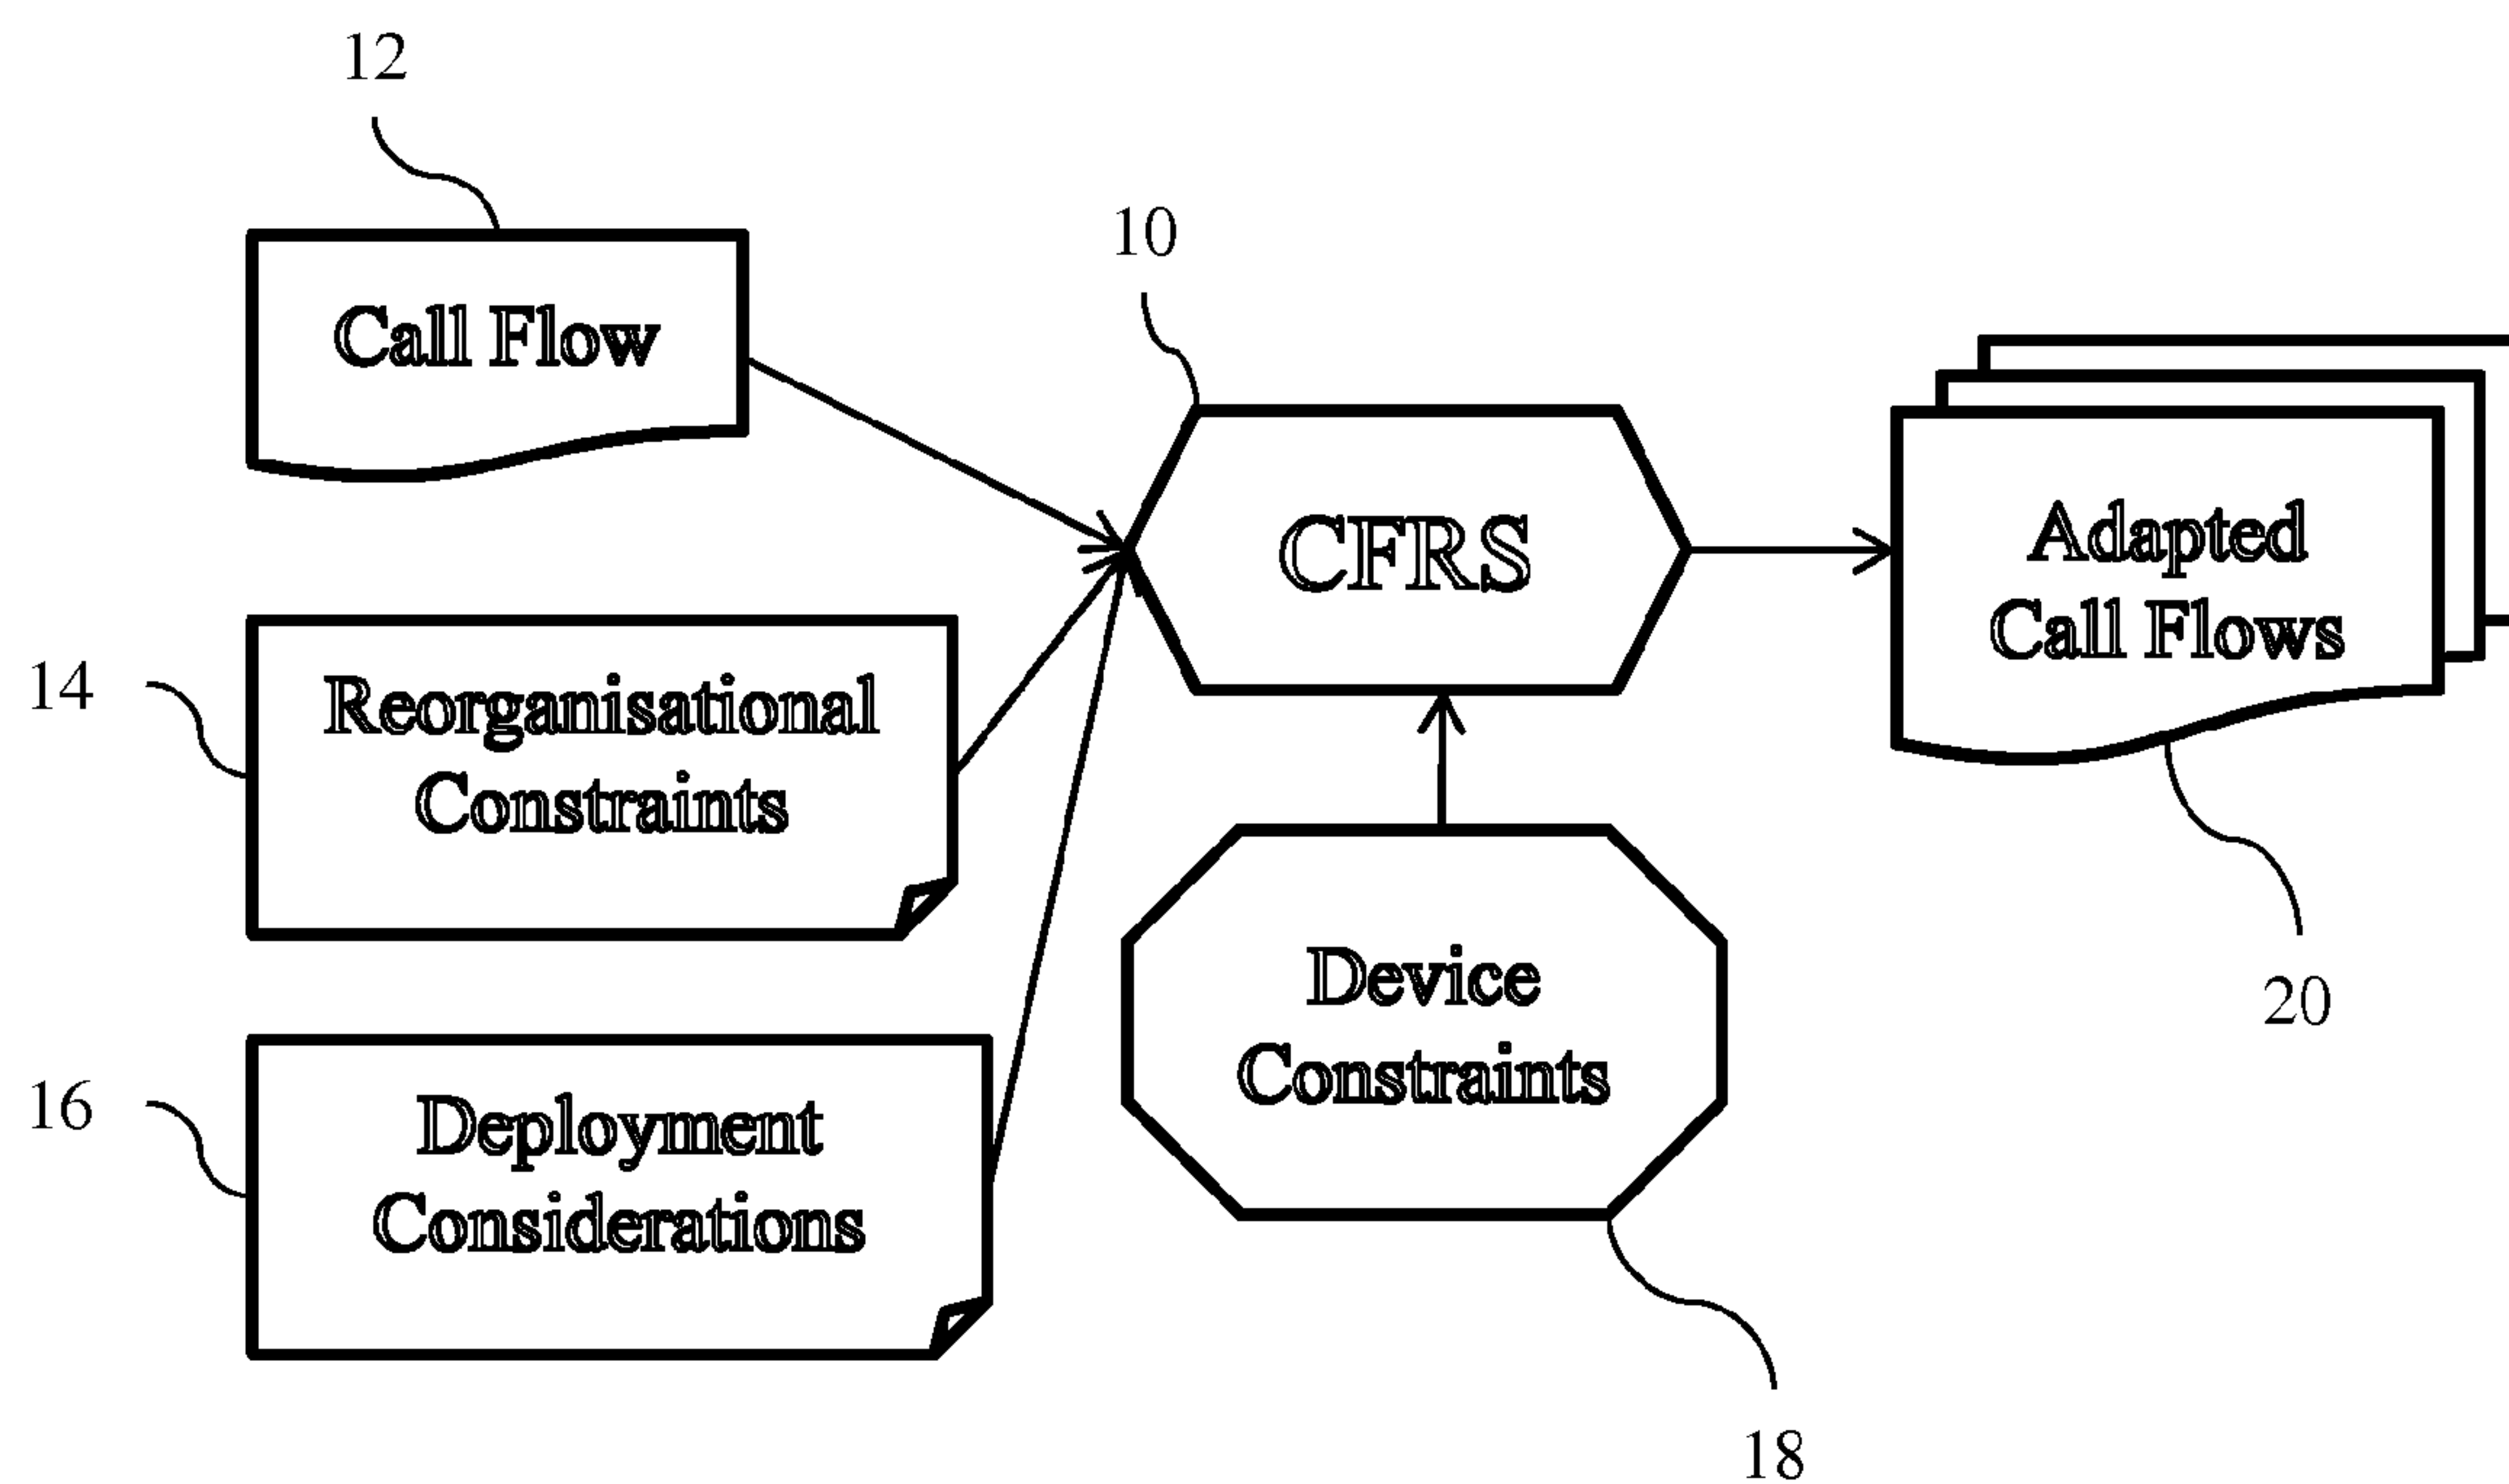 12
10
Call Flow
CFRS
Adapted
Call Flows
14
Reorganisational
Constraints
Device
Constraints
20
16
Deployment
Considerations
18